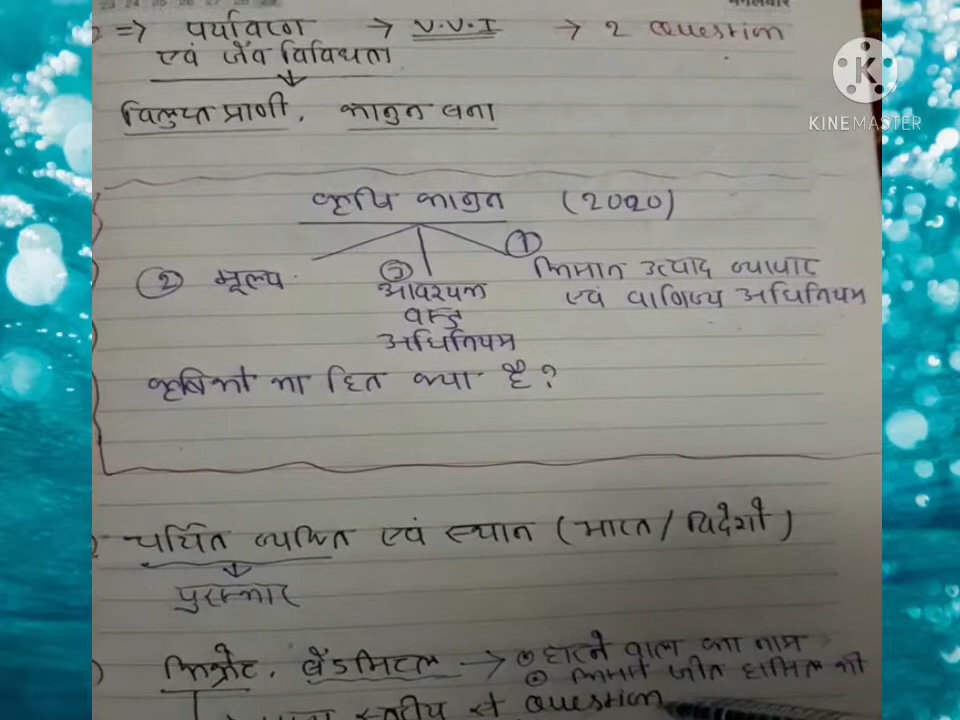 => पर्यावरण → V.V.I → 2 Question
एवं जैव विविधता
विलुप्त प्राणी, कानुन बना
KINEMASTER
कृषि कानुन (2020)
② मूल्य ③ ① किसान उत्पाद व्यापार
आवश्यक एवं वाणिज्य अधिनियम
वस्तु
अधिनियम
कृषिको का हित क्या है?
चर्चित व्यक्ति एवं स्थान (भारत/विदेशी)
पुरस्कार
क्रिकेट, बैडमिंटन → ⊙ हारने वाल का नाम
⊙ किसने जीत हासिल की
स्तरीय से Question